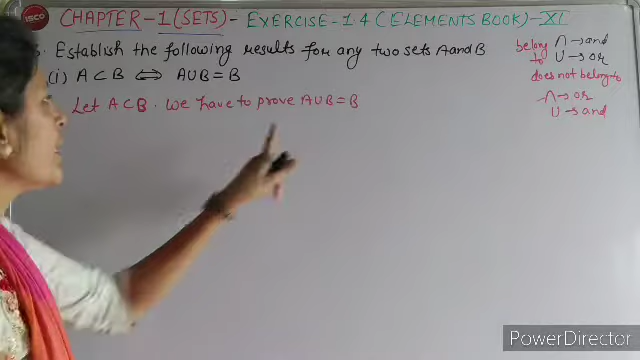 ISCO CHAPTER-1(SETS)- EXERCISE-1.4(ELEMENTS BOOK)-XI
Establish the following results for any two sets A and B
(i) A ⊂ B ⟺ A∪B = B
Let A ⊂ B. We have to prove A∪B = B
belong to ∩ → and
∪ → or
does not belong to
∩ → or
∪ → and
PowerDirector